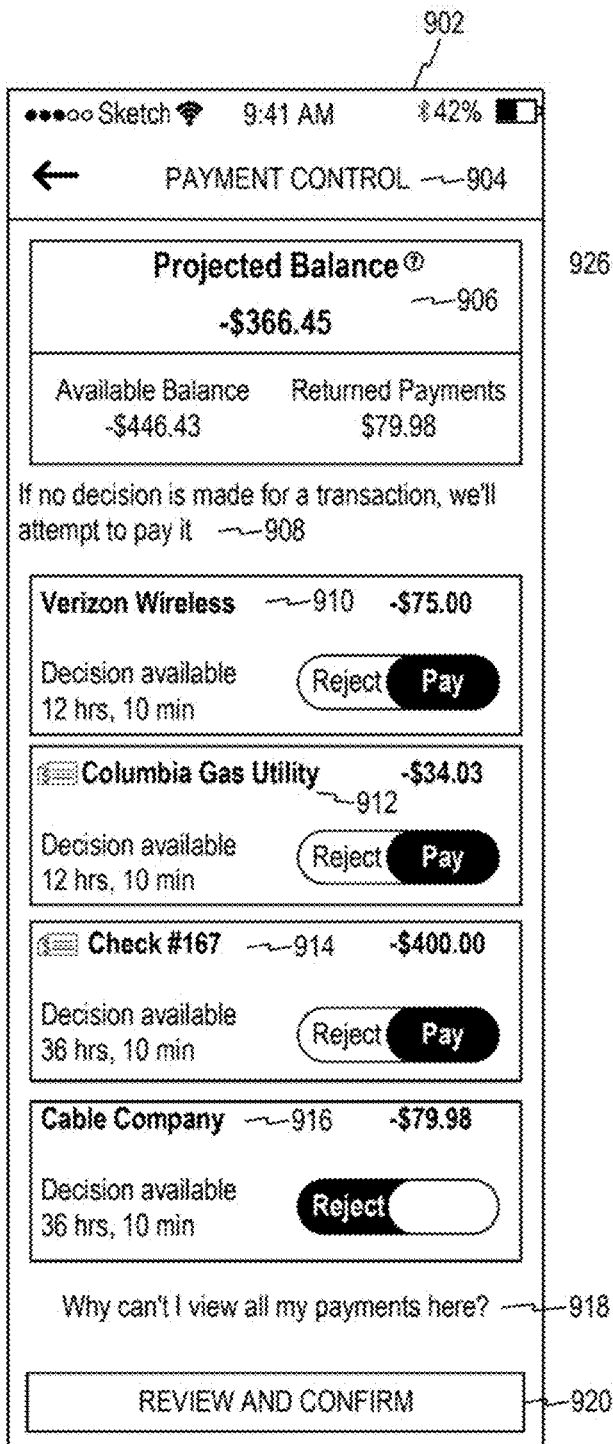 902
●●●○○ Sketch 9:41 AM 42%
← PAYMENT CONTROL 904
926
Projected Balance ?
-$366.45 906
Available Balance Returned Payments
-$446.43 $79.98
If no decision is made for a transaction, we'll
attempt to pay it 908
Verizon Wireless 910 -$75.00
Decision available
12 hrs, 10 min Reject Pay
Columbia Gas Utility -$34.03
912
Decision available
12 hrs, 10 min Reject Pay
Check #167 914 -$400.00
Decision available
36 hrs, 10 min Reject Pay
Cable Company 916 -$79.98
Decision available
36 hrs, 10 min Reject
Why can't I view all my payments here? 918
REVIEW AND CONFIRM 920